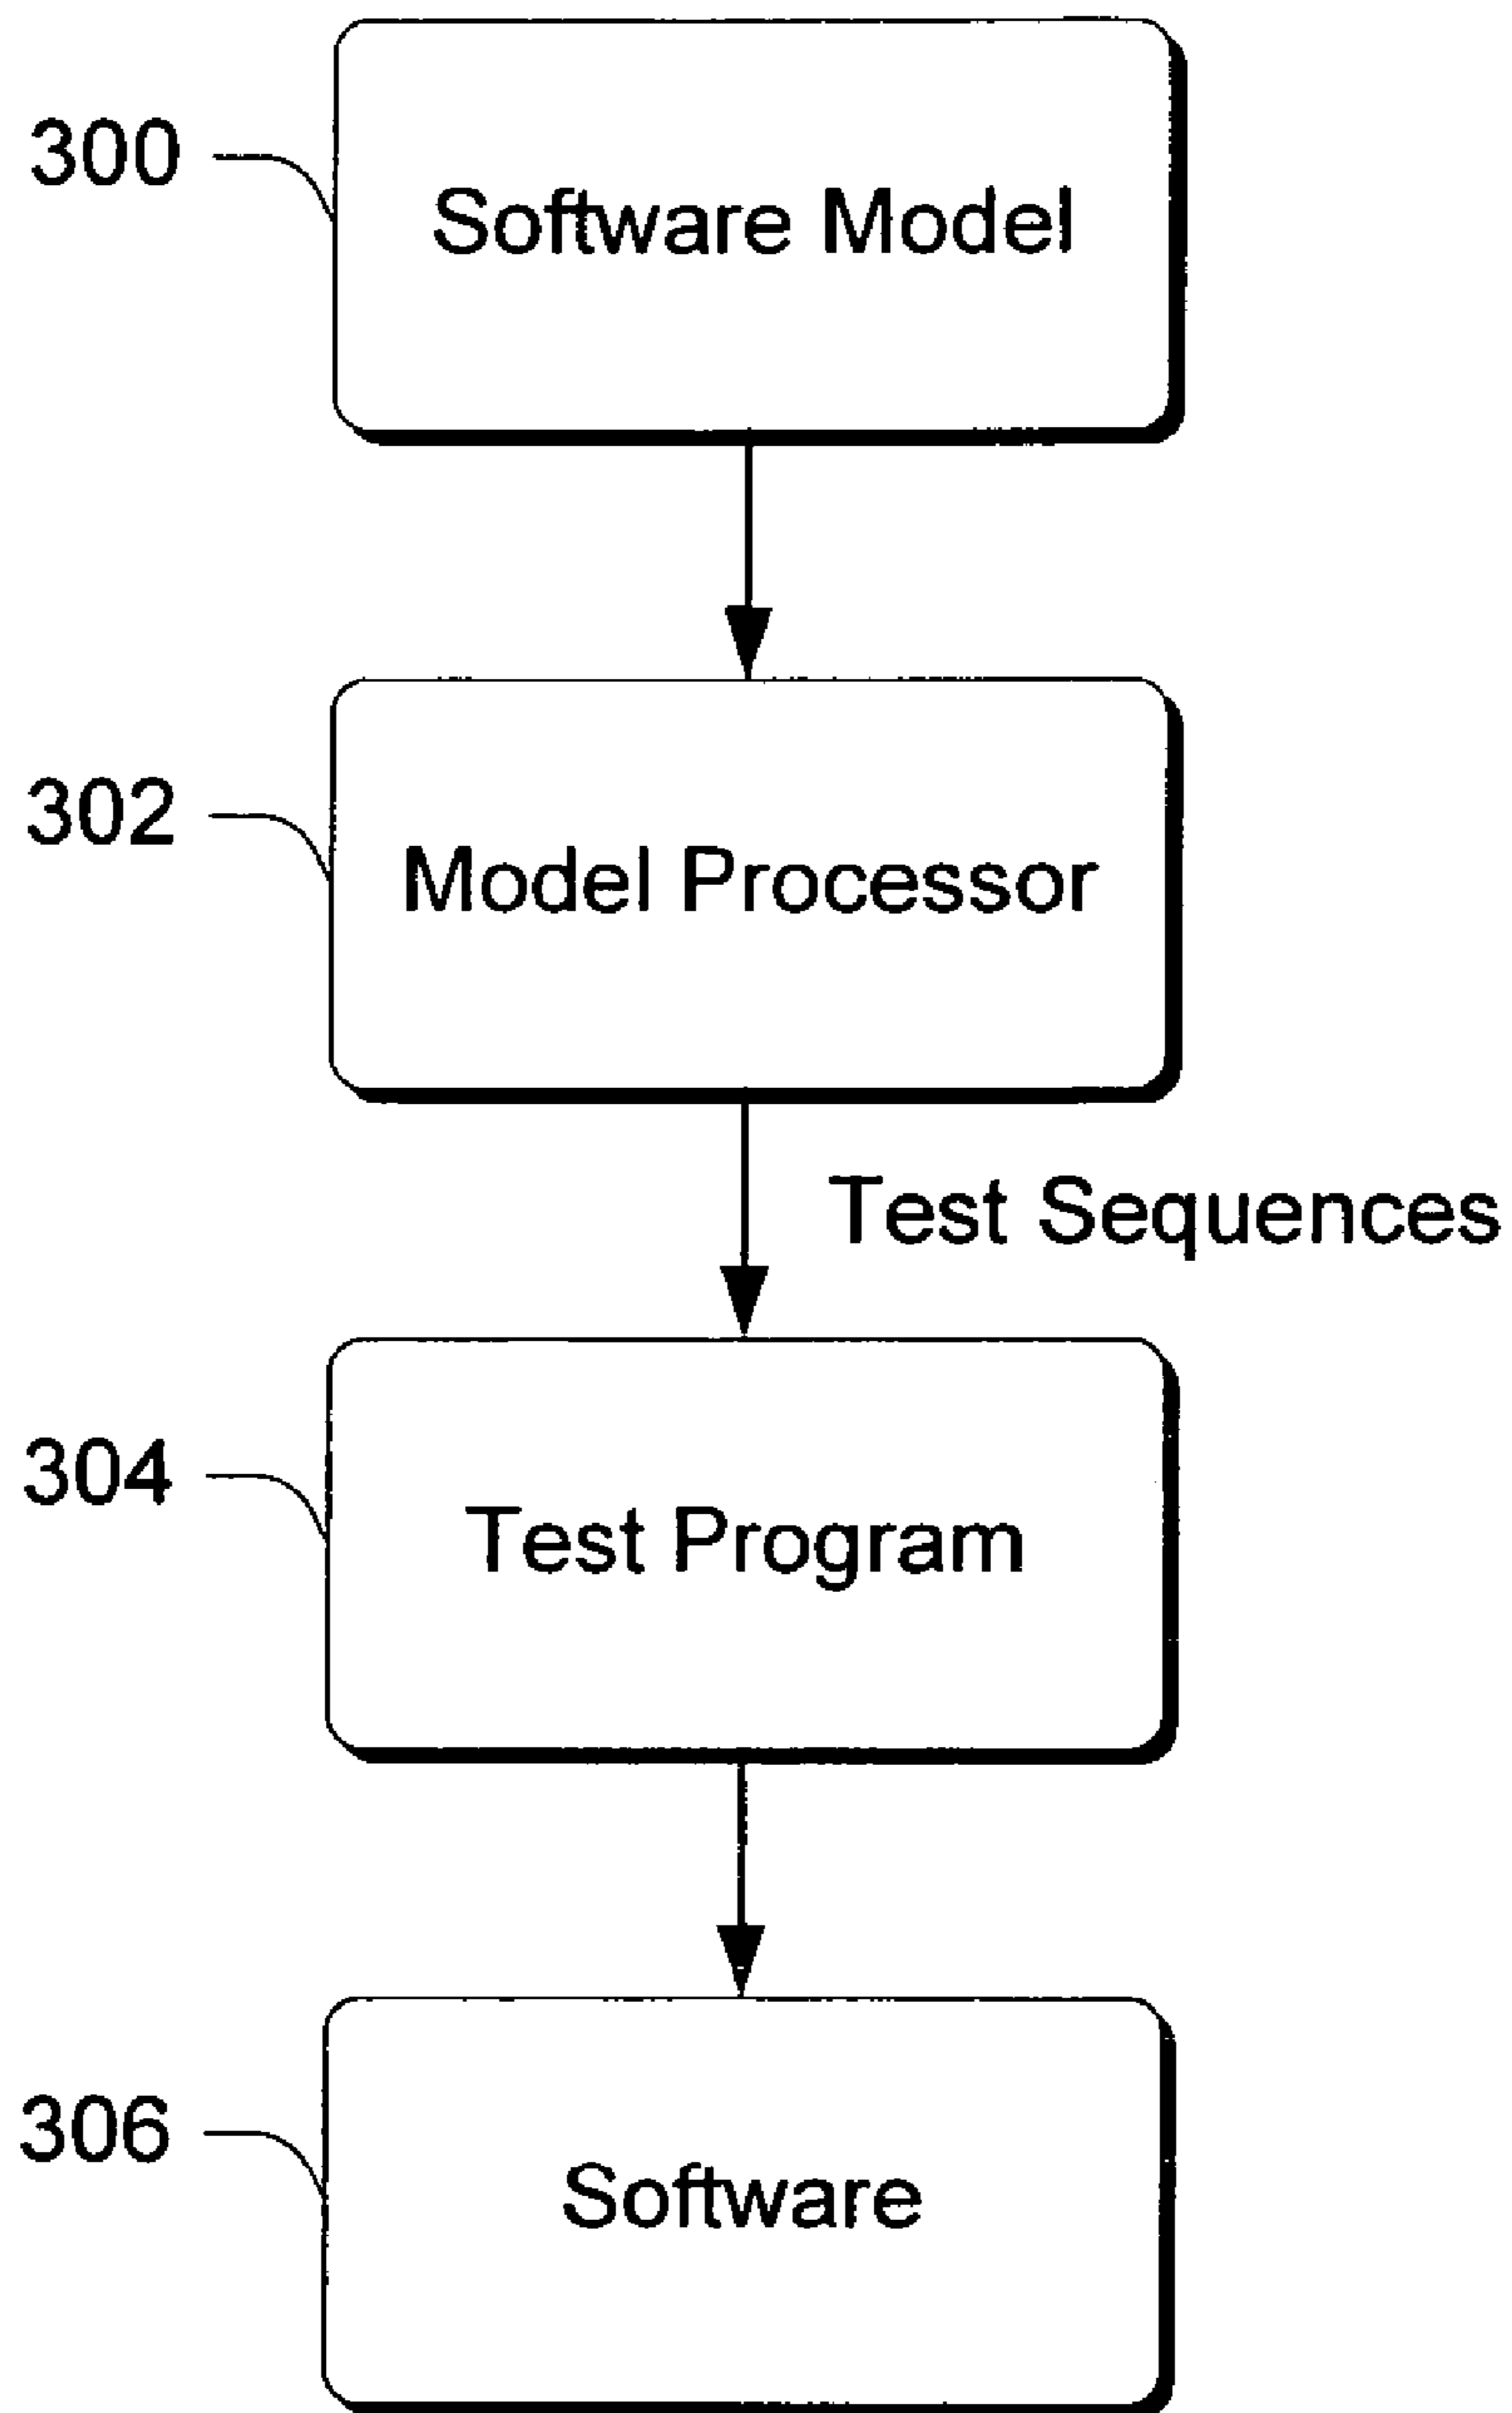 300
Software Model
302
Model Processor
Test Sequences
304
Test Program
306
Software